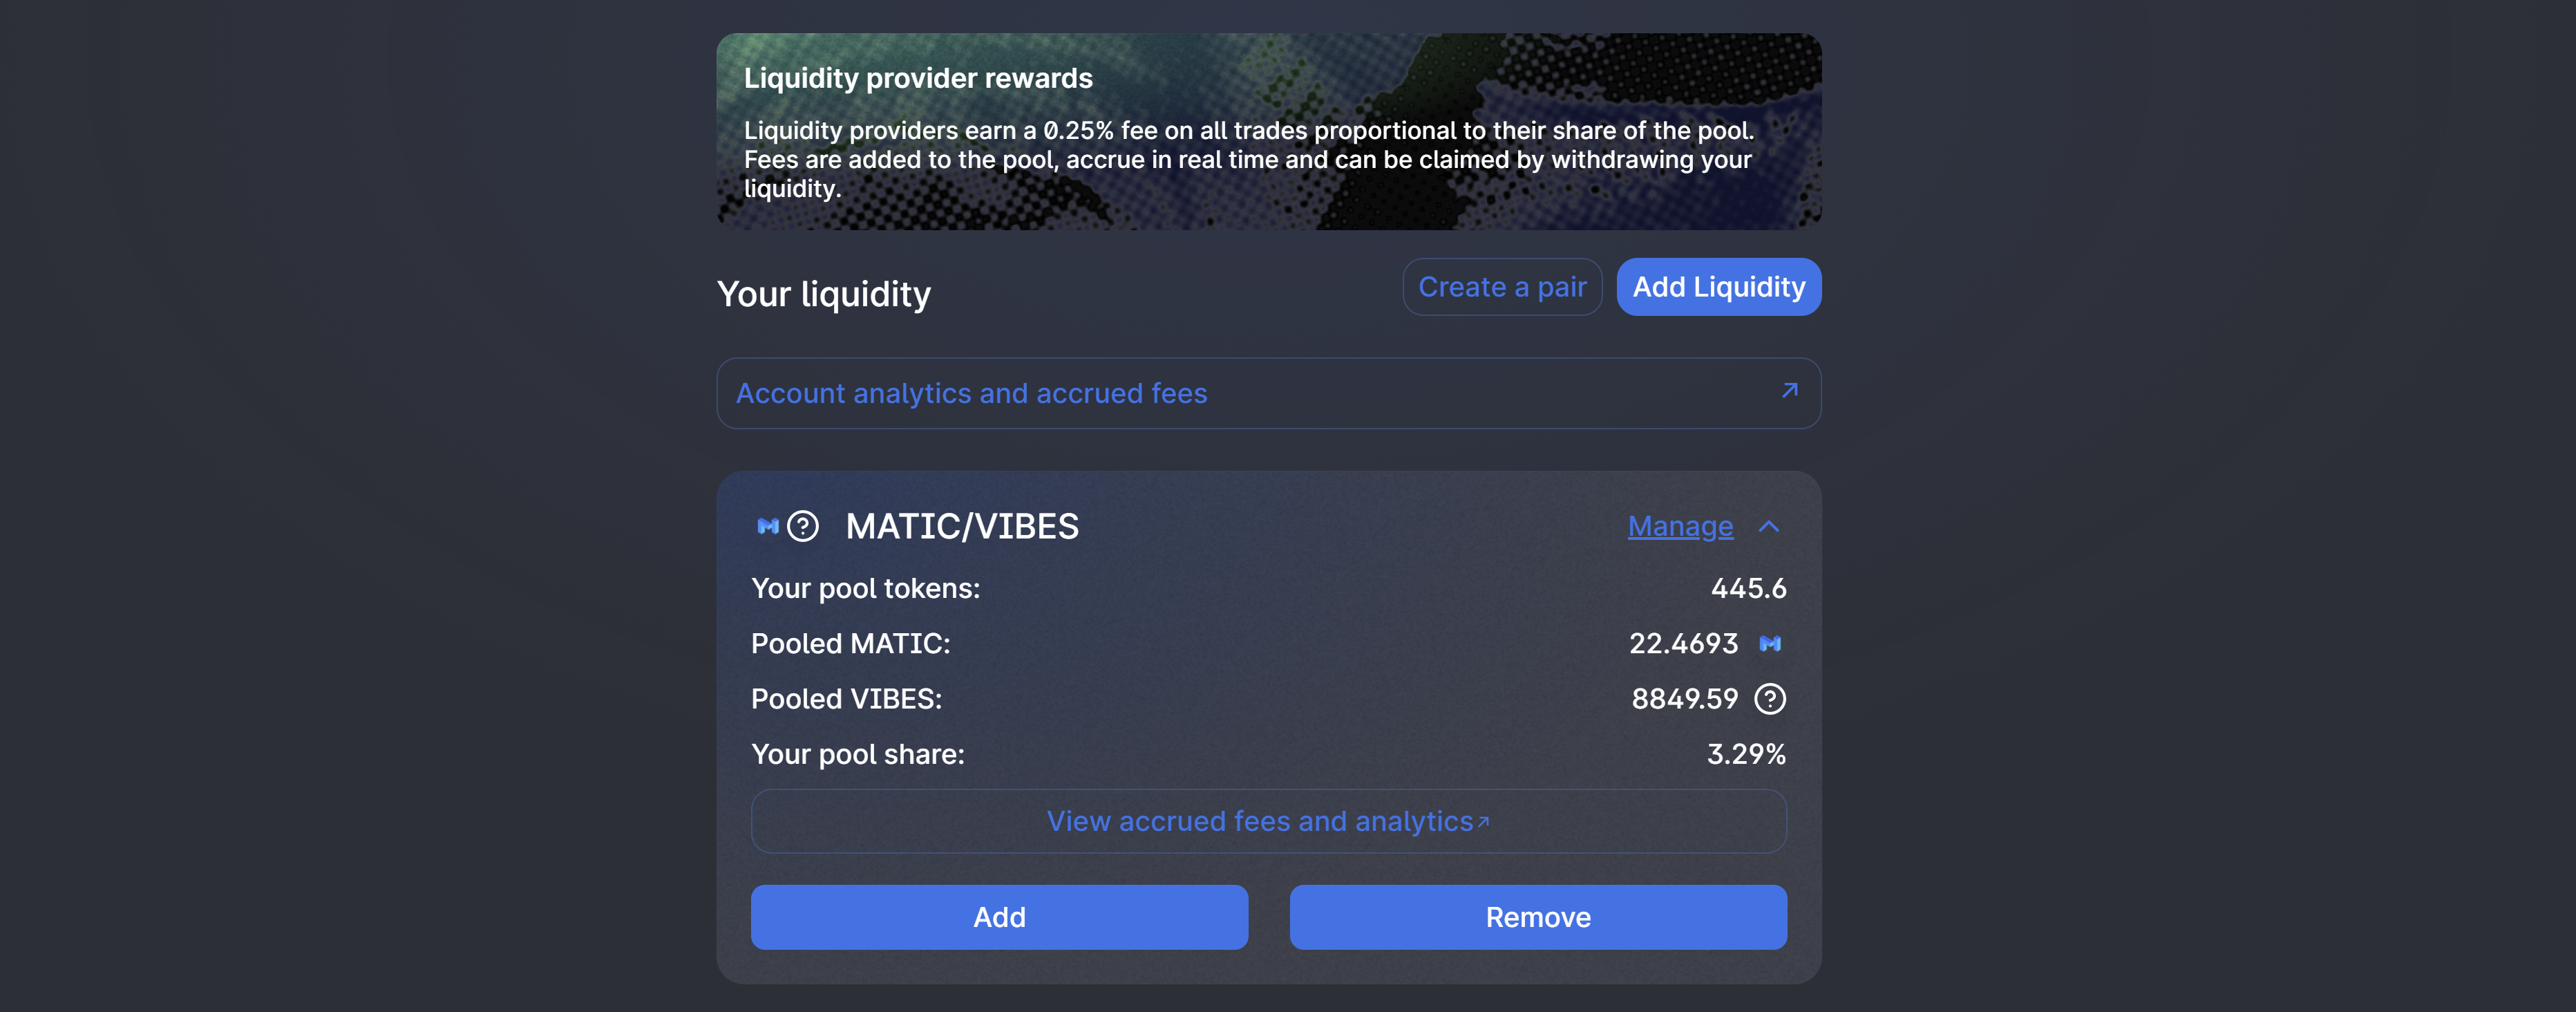 Liquidity provider rewards
Liquidity providers earn a 0.25% fee on all trades proportional to their share of the pool.
Fees are added to the pool, accrue in real time and can be claimed by withdrawing your
liquidity.
Your liquidity
Create a pair
Add Liquidity
Account analytics and accrued fees
MATIC/VIBES
Manage
Your pool tokens: 445.6
Pooled MATIC: 22.4693
Pooled VIBES: 8849.59
Your pool share: 3.29%
View accrued fees and analytics
Add
Remove